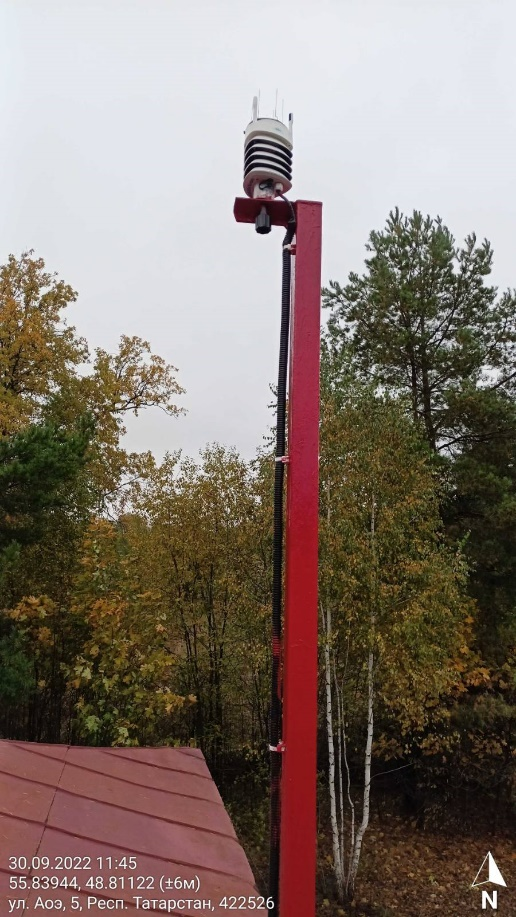 30.09.2022 11:45
55.83944, 48.81122 (±6м)
ул. Аоэ, 5, Респ. Татарстан, 422526
N